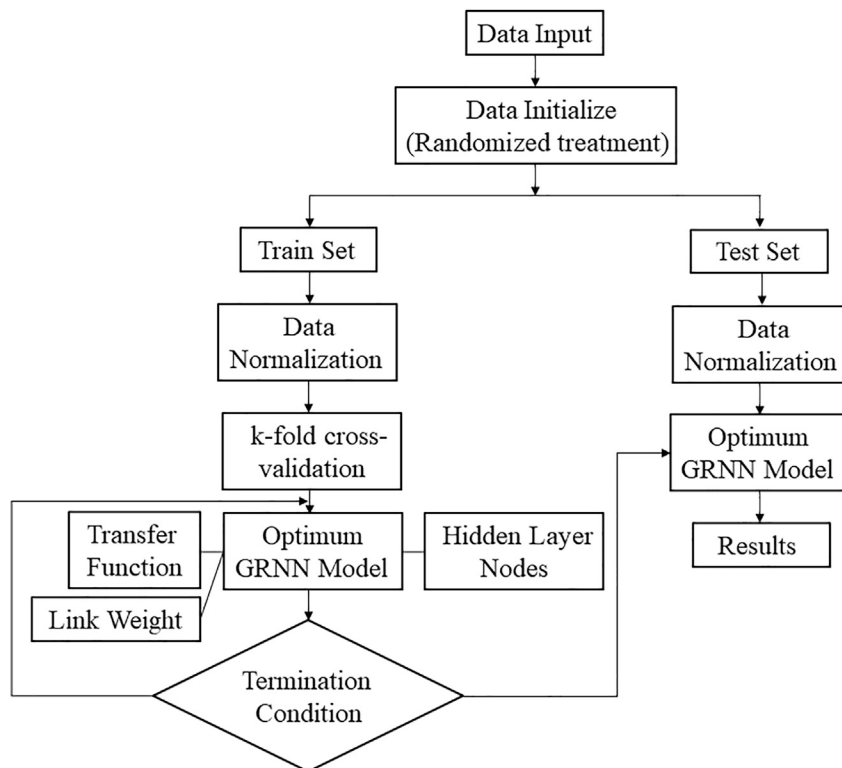 Data Input
Data Initialize
(Randomized treatment)
Train Set
Test Set
Data
Normalization
Data
Normalization
k-fold cross-
validation
Optimum
GRNN Model
Transfer
Function
Optimum
GRNN Model
Hidden Layer
Nodes
Results
Link Weight
Termination
Condition